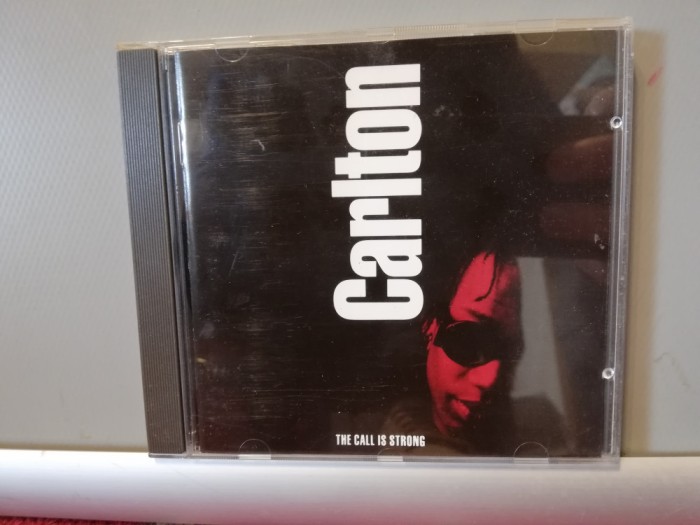 Carlton
THE CALL IS STRONG